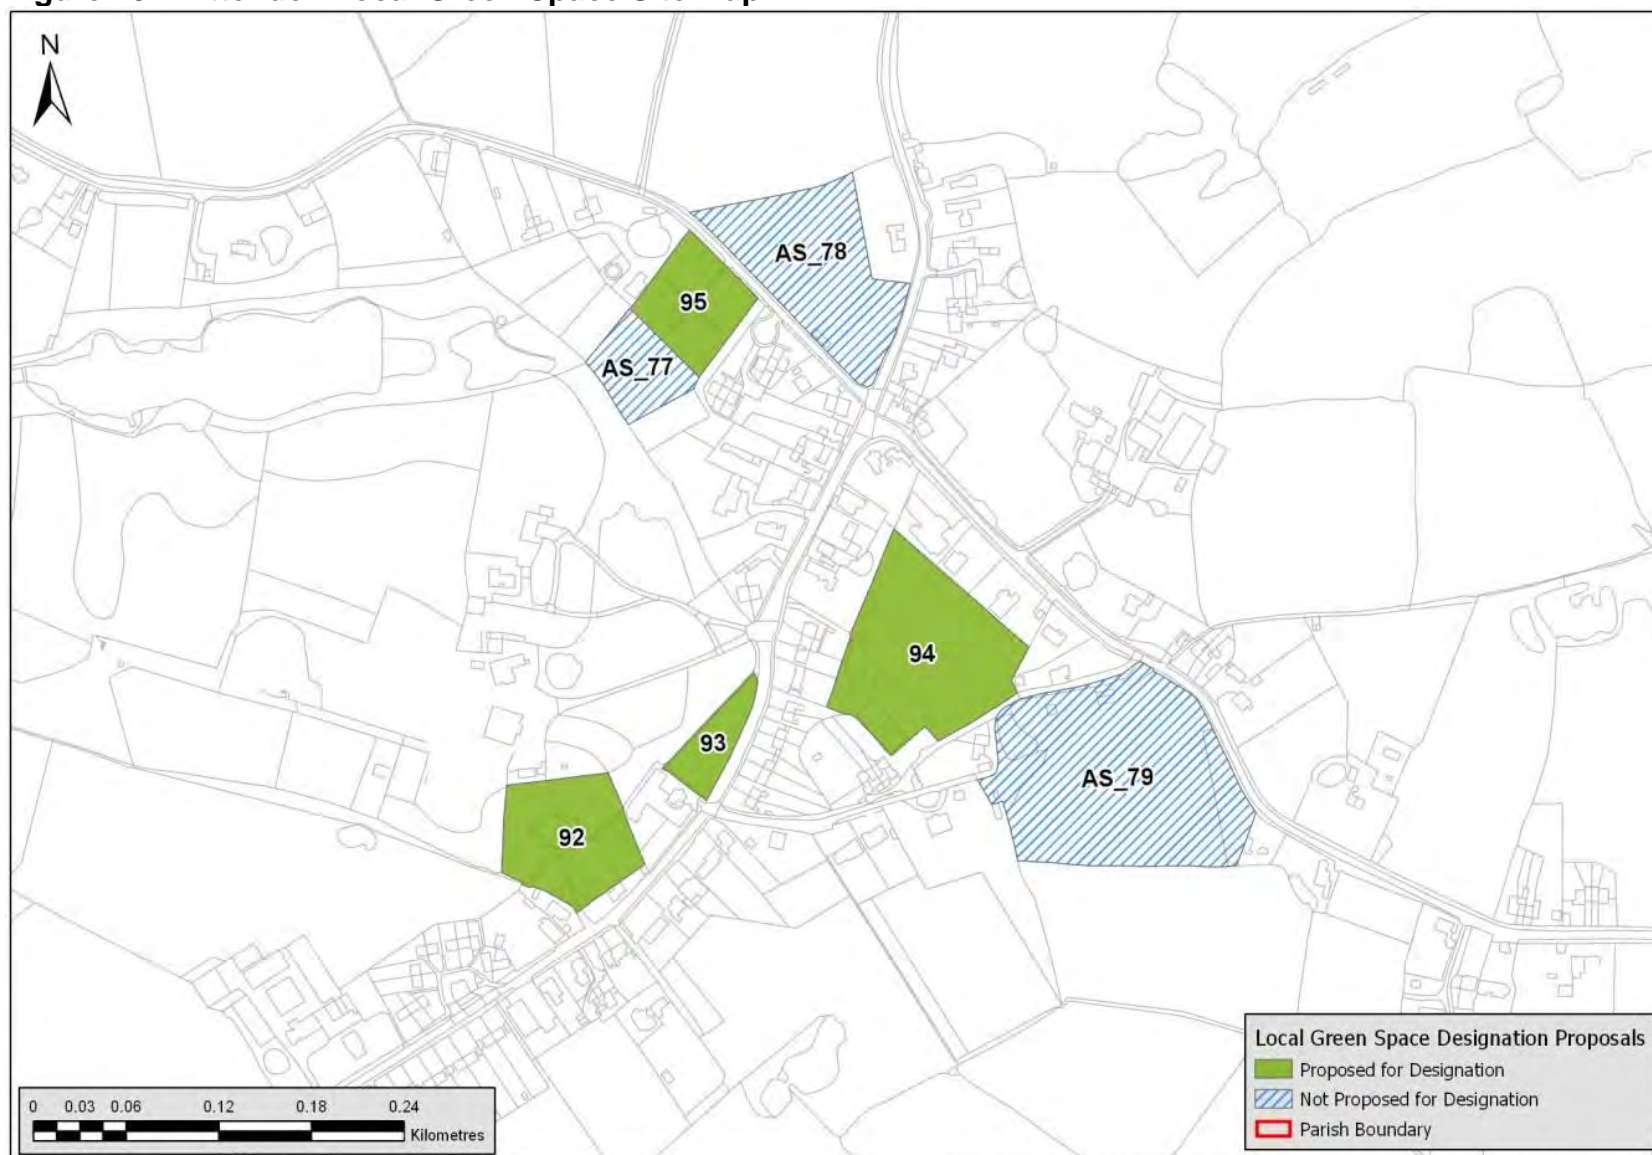 N
AS_78
95
AS_77
94
93
AS_79
92
Local Green Space Designation Proposals
Proposed for Designation
Not Proposed for Designation
Parish Boundary
0 0.03 0.06 0.12 0.18 0.24
Kilometres